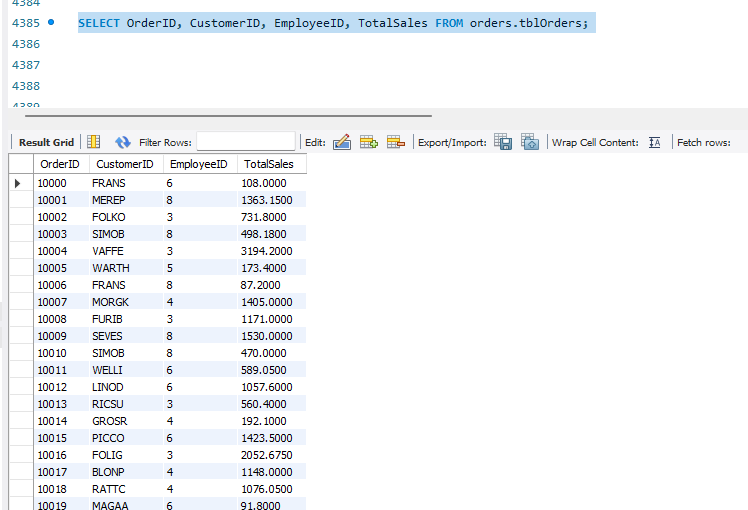 4384
4385 SELECT OrderID, CustomerID, EmployeeID, TotalSales FROM orders.tblOrders;
4386
4387
4388
4389
Result Grid Filter Rows: Edit: Export/Import: Wrap Cell Content: IA Fetch rows:
OrderID CustomerID EmployeeID TotalSales
10000 FRANS 6 108.0000
10001 MEREP 8 1363.1500
10002 FOLKO 3 731.8000
10003 SIMOB 8 498.1800
10004 VAFFE 3 3194.2000
10005 WARTH 5 173.4000
10006 FRANS 8 87.2000
10007 MORGK 4 1405.0000
10008 FURIB 3 1171.0000
10009 SEVES 8 1530.0000
10010 SIMOB 8 470.0000
10011 WELLI 6 589.0500
10012 LINOD 6 1057.6000
10013 RICSU 3 560.4000
10014 GROSR 4 192.1000
10015 PICCO 6 1423.5000
10016 FOLIG 3 2052.6750
10017 BLONP 4 1148.0000
10018 RATTC 4 1076.0500
10019 MAGAA 6 91.8000